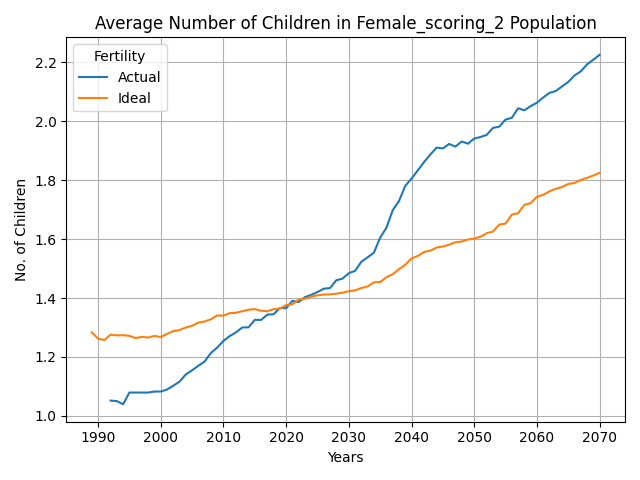 Average Number of Children in Female_scoring_2 Population
Fertility
Actual
Ideal
No. of Children
2.2
2.0
1.8
1.6
1.4
1.2
1.0
1990 2000 2010 2020 2030 2040 2050 2060 2070
Years